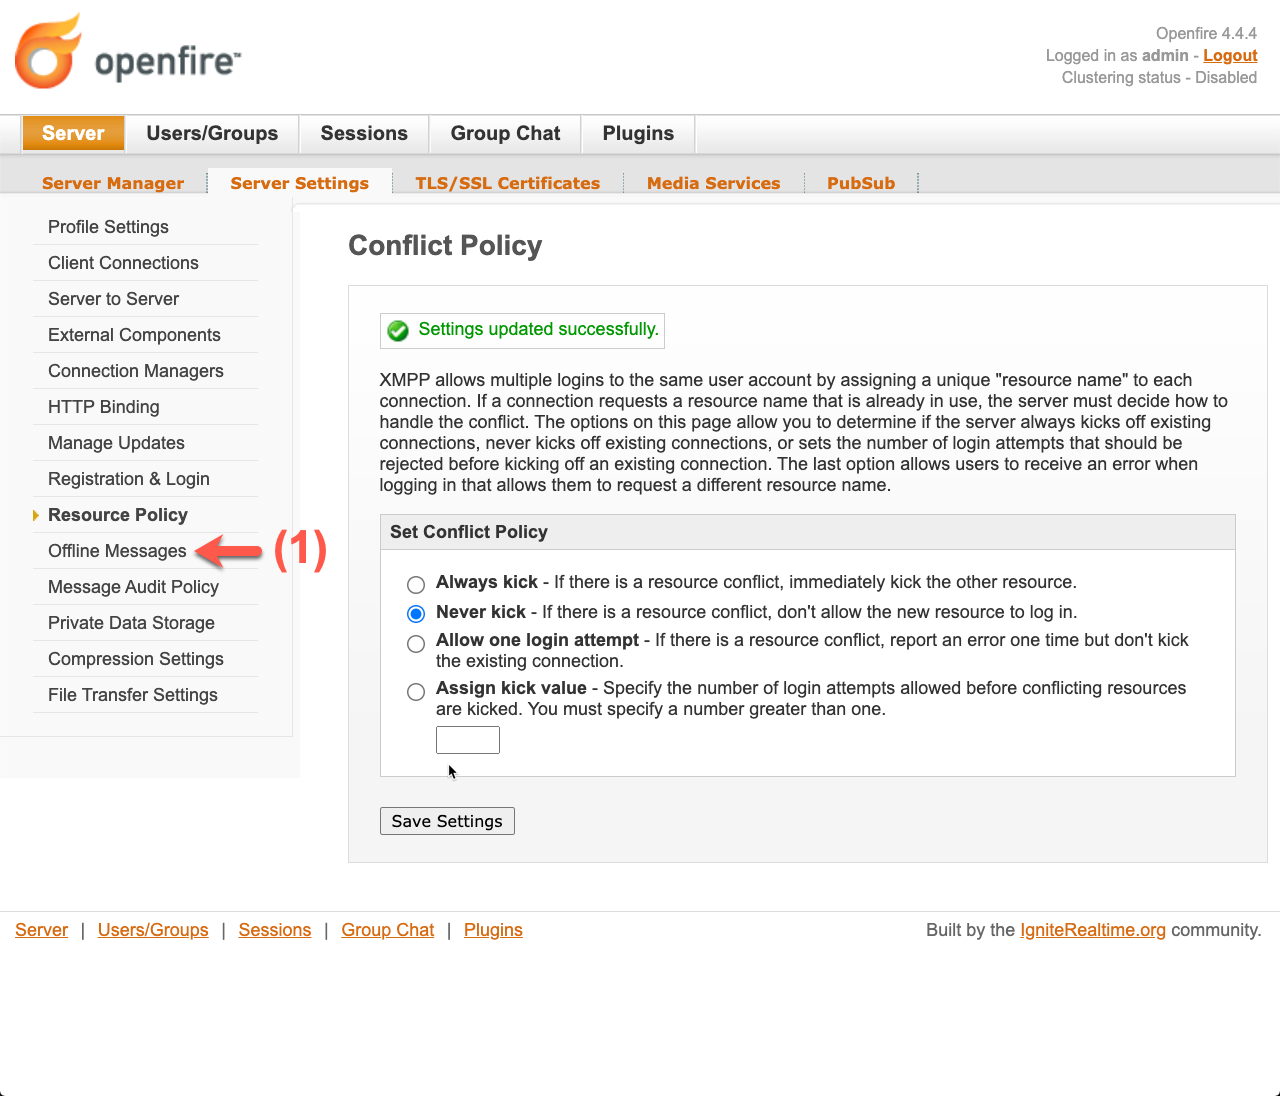 openfire™
Openfire 4.4.4
Logged in as admin - Logout
Clustering status - Disabled
Server
Users/Groups
Sessions
Group Chat
Plugins
Server Manager
Server Settings
TLS/SSL Certificates
Media Services
PubSub
Profile Settings
Client Connections
Server to Server
External Components
Connection Managers
HTTP Binding
Manage Updates
Registration & Login
Resource Policy
Offline Messages
(1)
Message Audit Policy
Private Data Storage
Compression Settings
File Transfer Settings
Conflict Policy
Settings updated successfully.
XMPP allows multiple logins to the same user account by assigning a unique "resource name" to each
connection. If a connection requests a resource name that is already in use, the server must decide how to
handle the conflict. The options on this page allow you to determine if the server always kicks off existing
connections, never kicks off existing connections, or sets the number of login attempts that should be
rejected before kicking off an existing connection. The last option allows users to receive an error when
logging in that allows them to request a different resource name.
Set Conflict Policy
Always kick - If there is a resource conflict, immediately kick the other resource.
Never kick - If there is a resource conflict, don't allow the new resource to log in.
Allow one login attempt - If there is a resource conflict, report an error one time but don't kick
the existing connection.
Assign kick value - Specify the number of login attempts allowed before conflicting resources
are kicked. You must specify a number greater than one.
Save Settings
Server | Users/Groups | Sessions | Group Chat | Plugins
Built by the IgniteRealtime.org community.